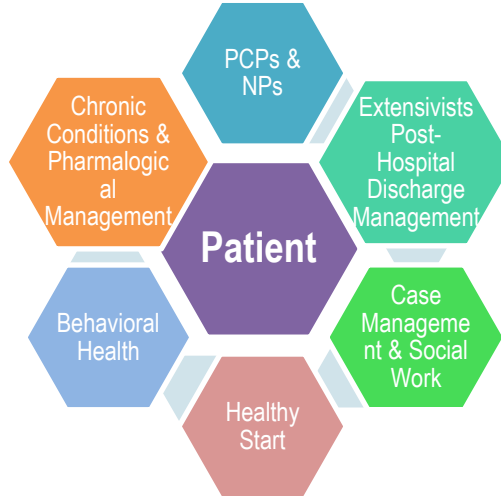 PCPs &
NPs
Chronic
Conditions &
Pharmalogic
al
Management
Extensivists
Post-
Hospital
Discharge
Management
Patient
Behavioral
Health
Case
Manageme
nt & Social
Work
Healthy
Start